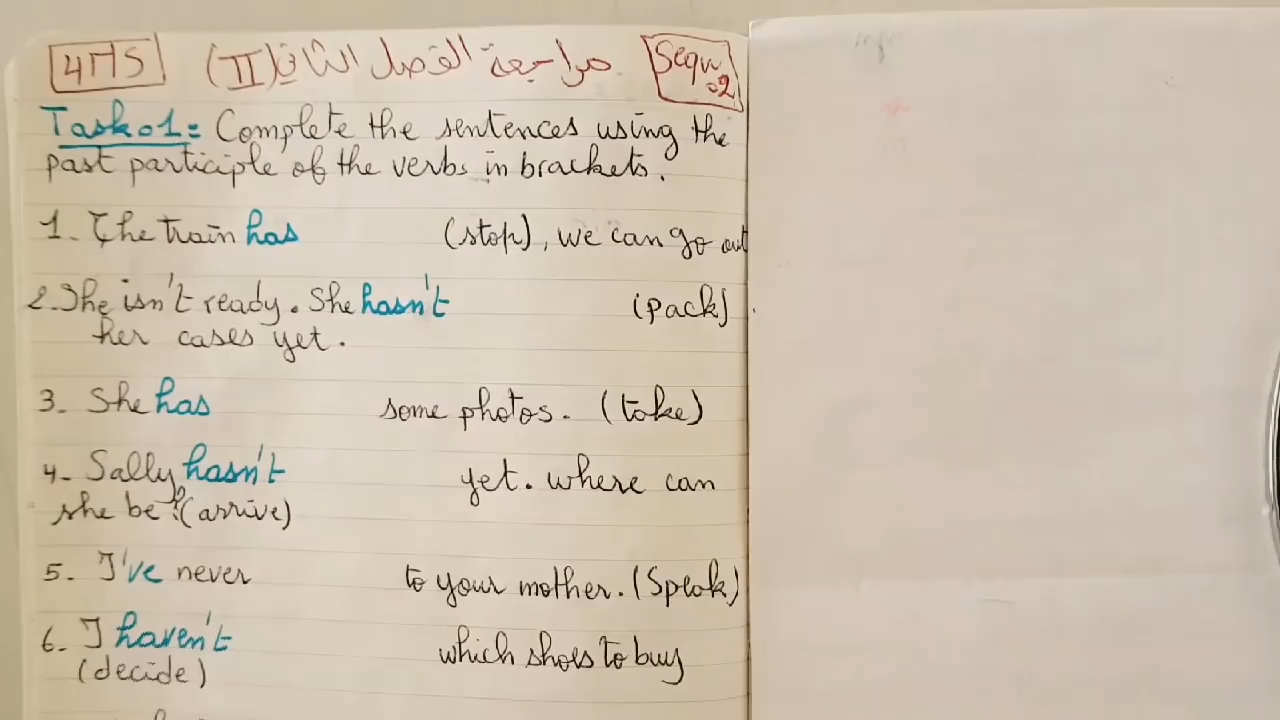 4MS مراجعة الفصل الثاني (II) Sequ 2
Task 01: Complete the sentences using the
past participle of the verbs in brackets.
1. The train has (stop), we can go out
2. She isn't ready. She hasn't (pack)
her cases yet.
3. She has some photos. (take)
4. Sally hasn't yet. where can
she be? (arrive)
5. I've never to your mother. (Speak)
6. I haven't which shoes to buy
(decide)